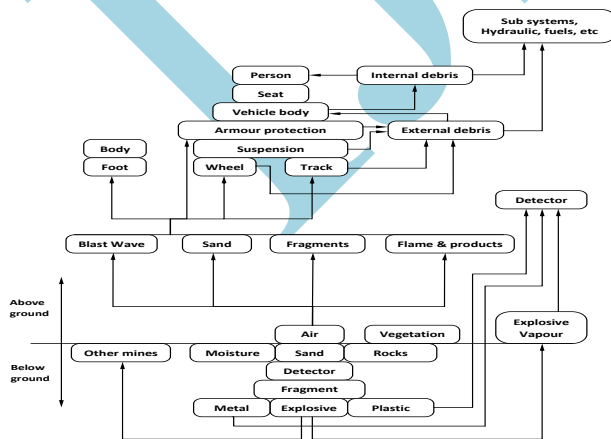 Sub systems,
Hydraulic, fuels, etc
Person
Internal debris
Seat
Vehicle body
Armour protection
External debris
Body
Suspension
Foot
Wheel
Track
Detector
Blast Wave
Sand
Fragments
Flame & products
Above
ground
Air
Vegetation
Explosive
Vapour
Other mines
Moisture
Sand
Rocks
Below
ground
Detector
Fragment
Metal
Explosive
Plastic